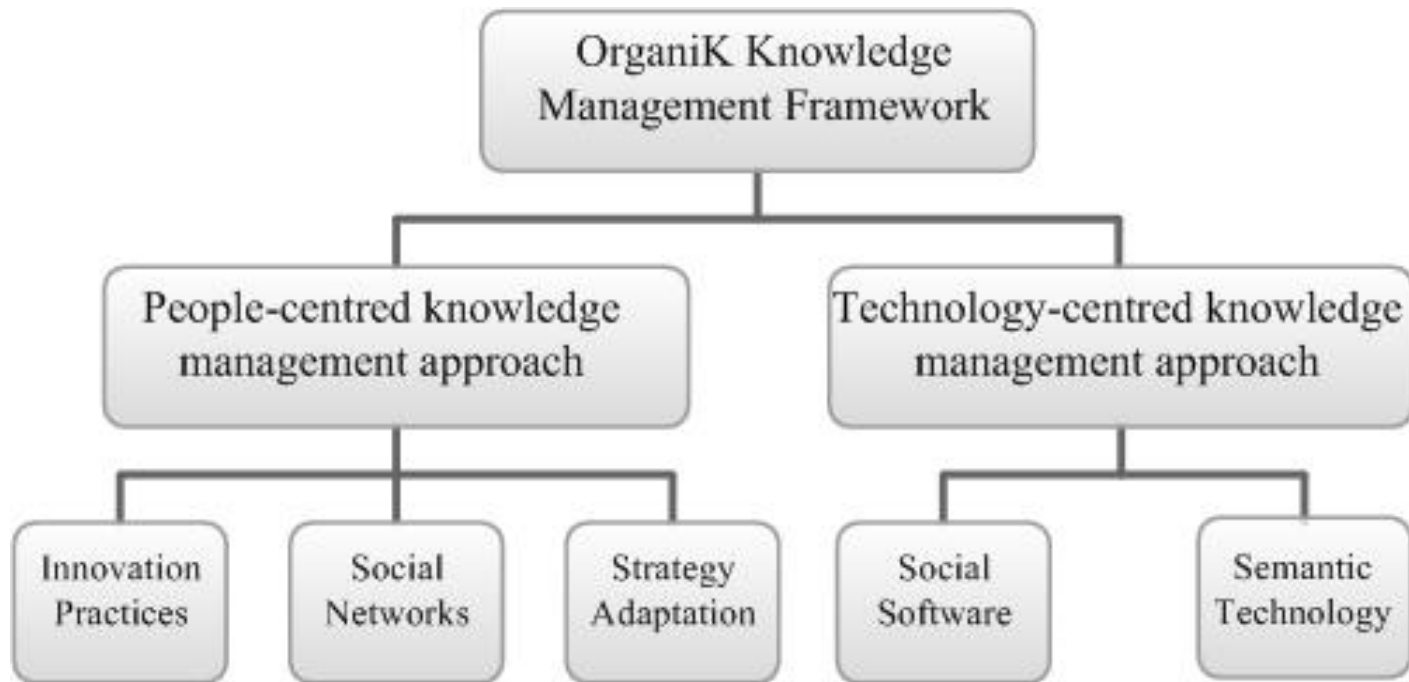 OrganiK Knowledge
Management Framework
People-centred knowledge
management approach
Technology-centred knowledge
management approach
Innovation
Practices
Social
Networks
Strategy
Adaptation
Social
Software
Semantic
Technology